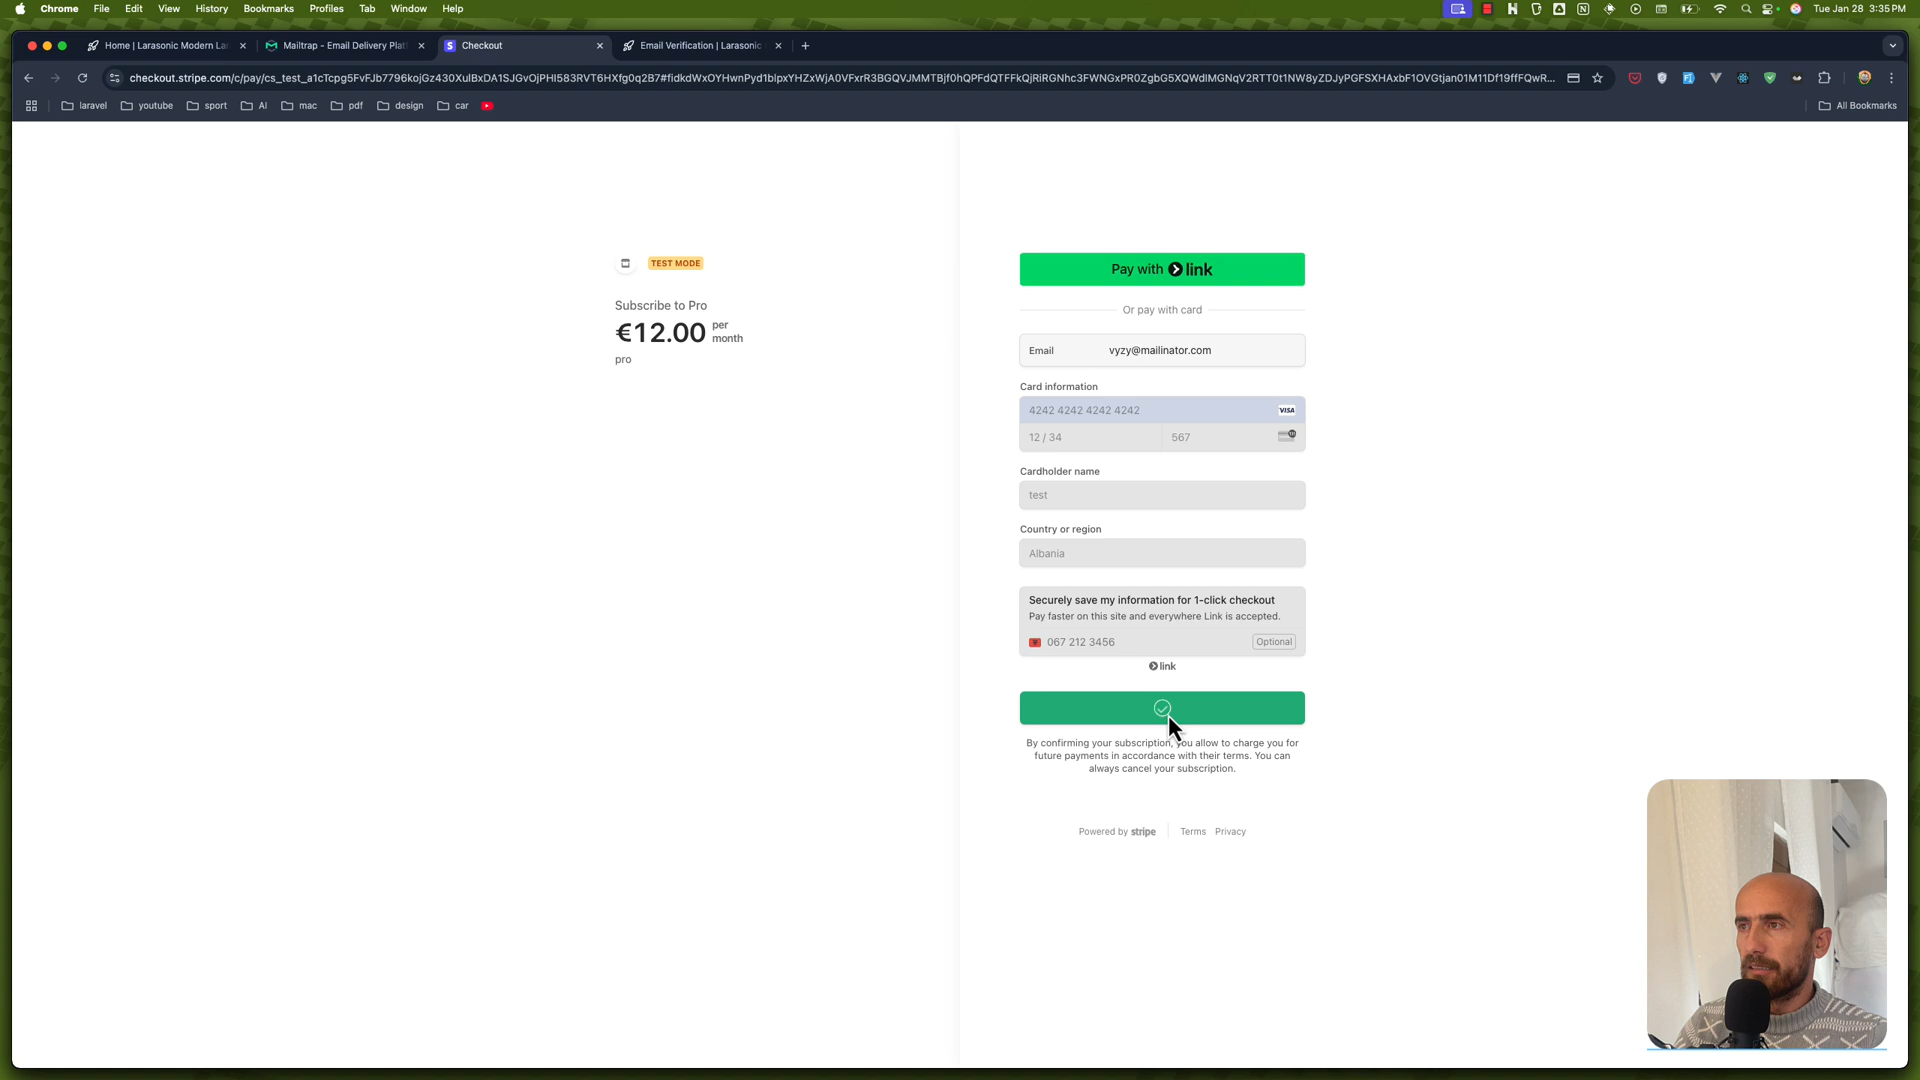 Chrome File Edit View History Bookmarks Profiles Tab Window Help
Tue Jan 28 3:35 PM
Home | Larasonic Modern La
Mailtrap - Email Delivery Plat
Checkout
Email Verification | Larasonic
checkout.stripe.com/c/pay/cs_test_
All Bookmarks
laravel youtube sport AI mac pdf design car
TEST MODE
Subscribe to Pro
€12.00 per month
pro
Pay with link
Or pay with card
Email vyzy@mailinator.com
Card information
4242 4242 4242 4242 VISA
12 / 34 567
Cardholder name
test
Country or region
Albania
Securely save my information for 1-click checkout
Pay faster on this site and everywhere Link is accepted.
067 212 3456 Optional
link
By confirming your subscription, you allow to charge you for
future payments in accordance with their terms. You can
always cancel your subscription.
Powered by stripe Terms Privacy